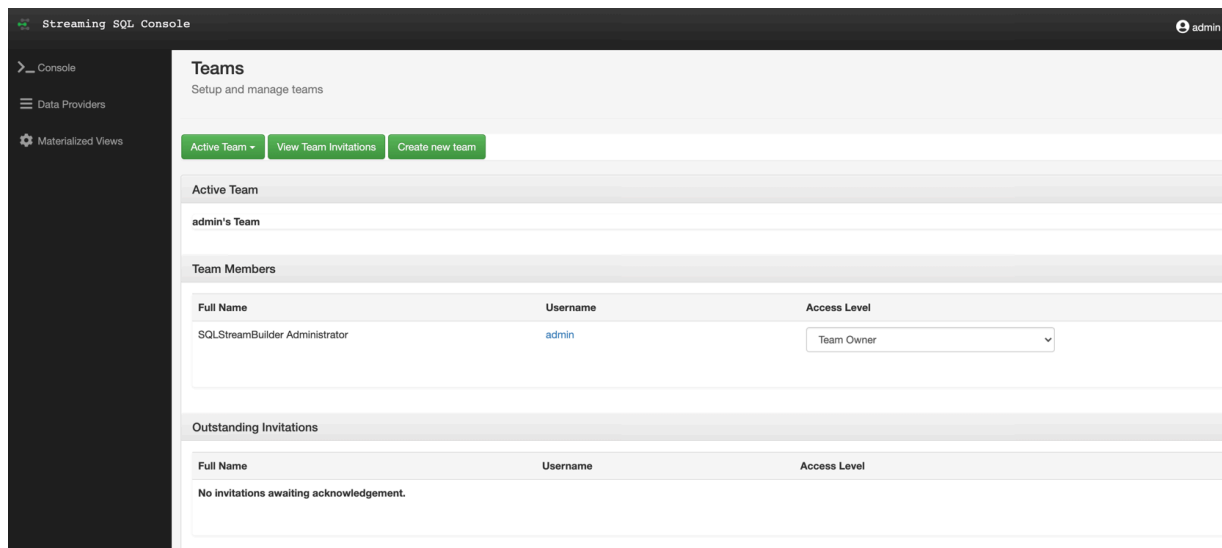 Streaming SQL Console
admin
Console
Data Providers
Materialized Views
Teams
Setup and manage teams
Active Team
View Team Invitations
Create new team
Active Team
admin's Team
Team Members
Full Name Username Access Level
SQLStreamBuilder Administrator admin Team Owner
Outstanding Invitations
Full Name Username Access Level
No invitations awaiting acknowledgement.